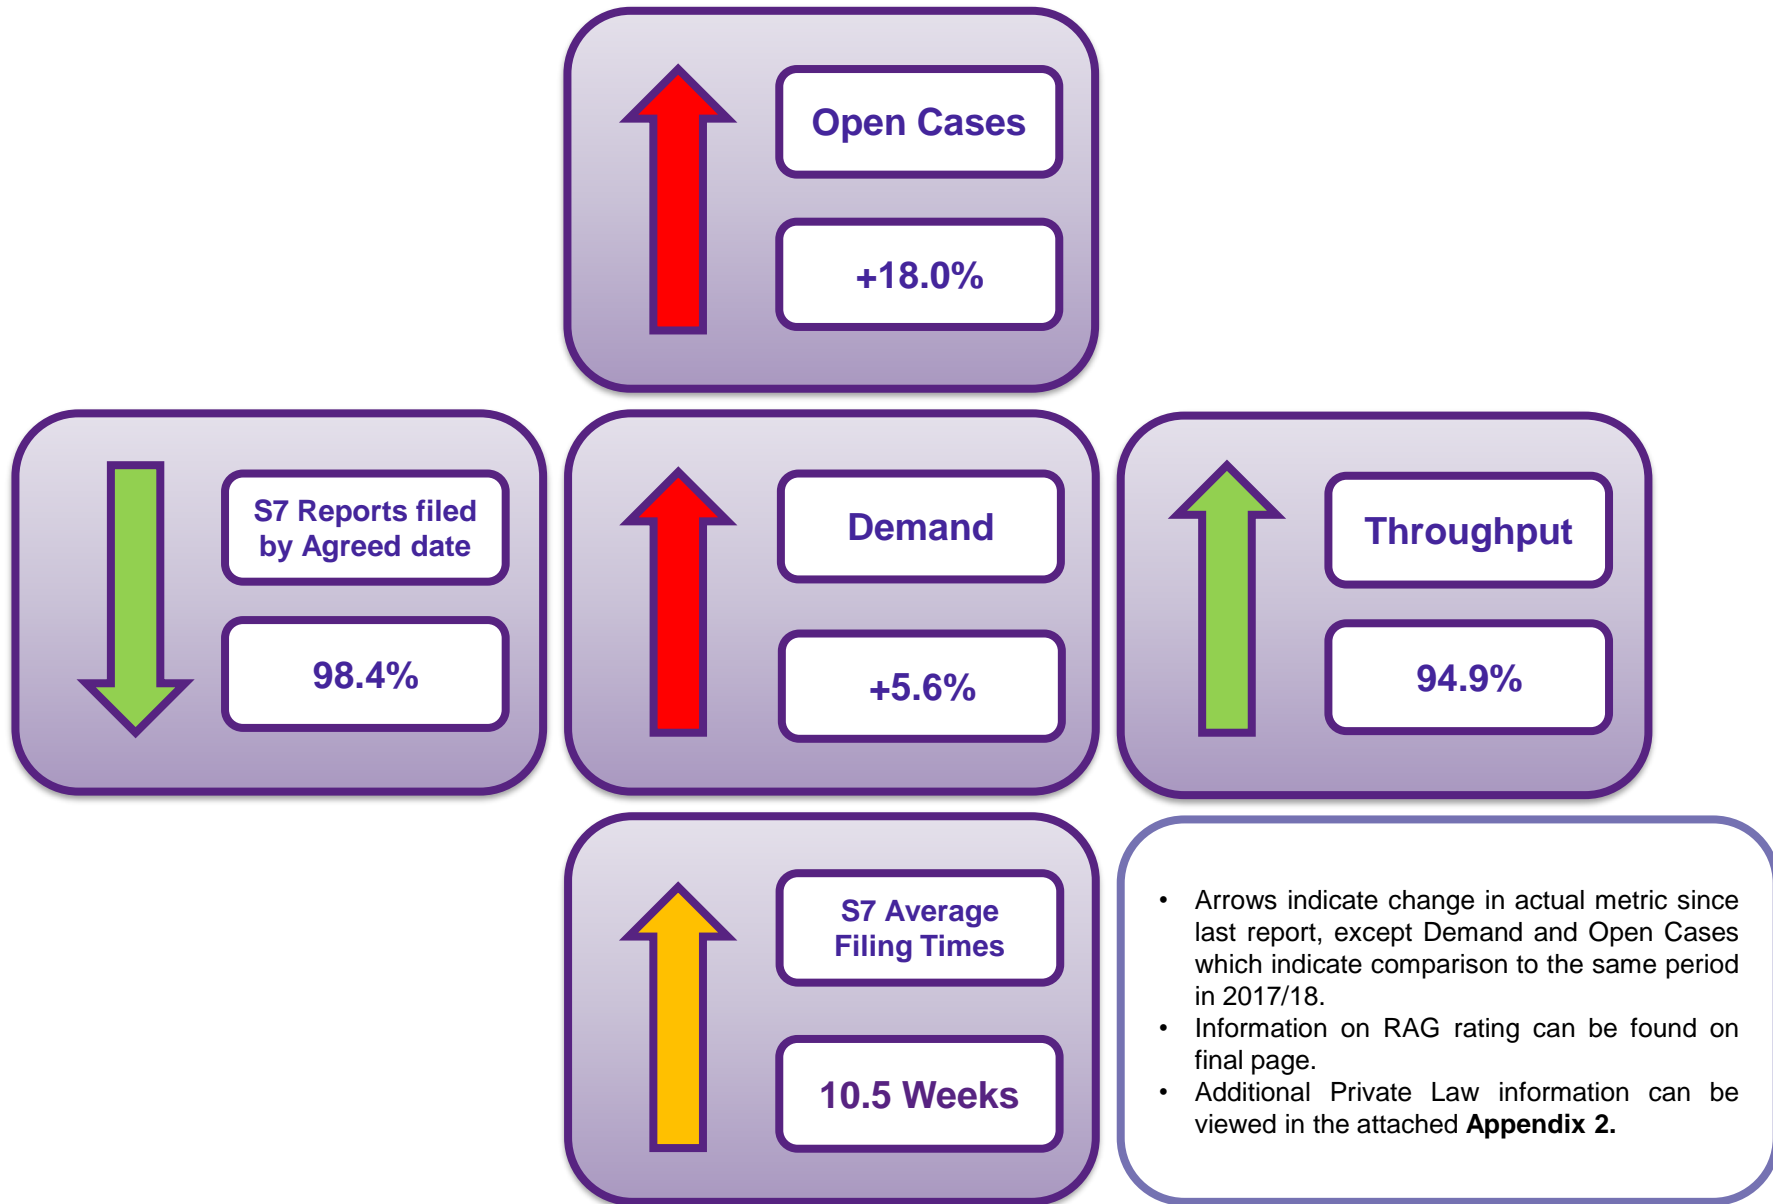 Open Cases
+18.0%
S7 Reports filed
by Agreed date
98.4%
Demand
+5.6%
Throughput
94.9%
S7 Average
Filing Times
10.5 Weeks
• Arrows indicate change in actual metric since
last report, except Demand and Open Cases
which indicate comparison to the same period
in 2017/18.
• Information on RAG rating can be found on
final page.
• Additional Private Law information can be
viewed in the attached Appendix 2.